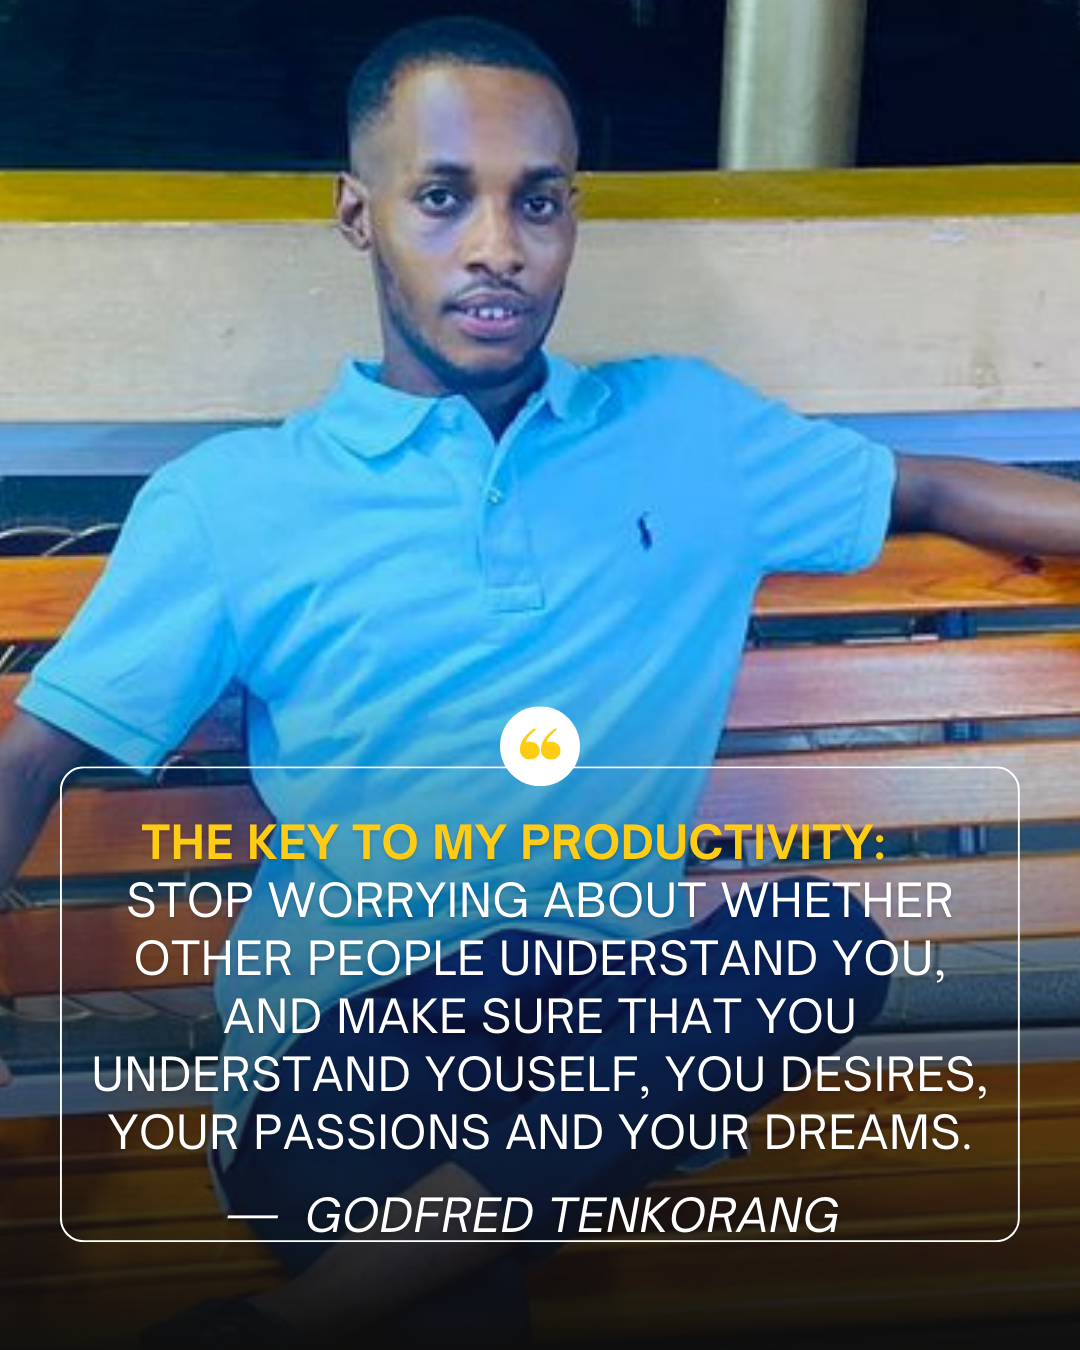 THE KEY TO MY PRODUCTIVITY:
STOP WORRYING ABOUT WHETHER
OTHER PEOPLE UNDERSTAND YOU,
AND MAKE SURE THAT YOU
UNDERSTAND YOUSELF, YOU DESIRES,
YOUR PASSIONS AND YOUR DREAMS.
— GODFRED TENKORANG